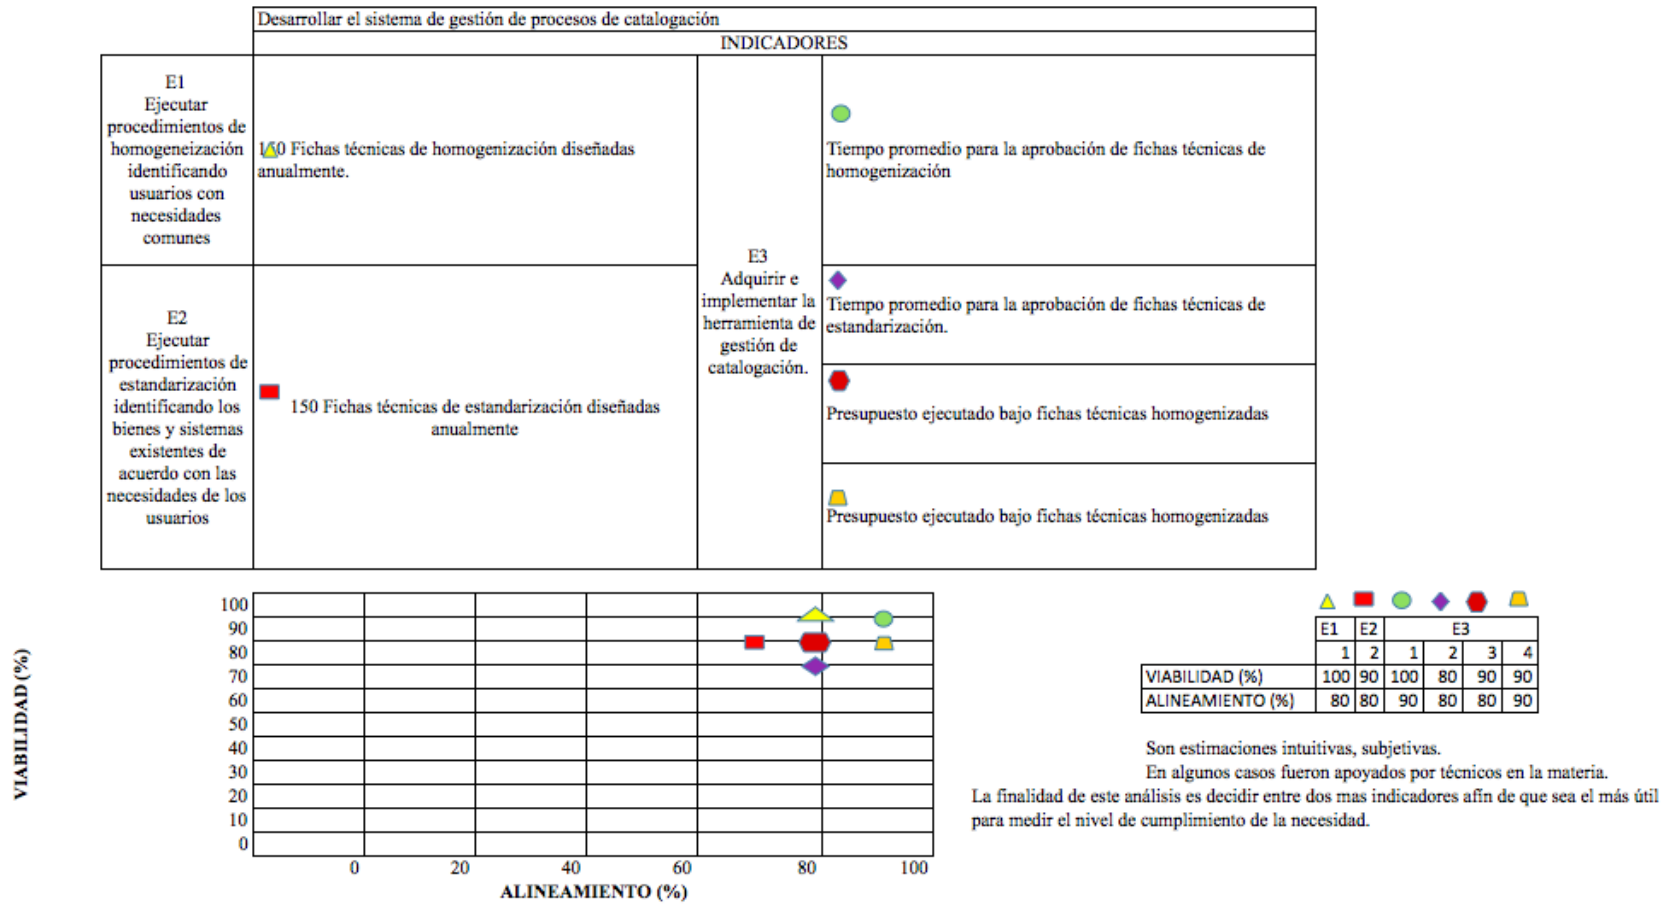 Desarrollar el sistema de gestión de procesos de catalogación
INDICADORES
E1
Ejecutar
procedimientos de
homogeneización
identificando
usuarios con
necesidades
comunes
Fichas técnicas de homogenización diseñadas
anualmente.
E3
Adquirir e
implementar la
herramienta de
gestión de
catalogación.
Tiempo promedio para la aprobación de fichas técnicas de
homogenización
E2
Ejecutar
procedimientos de
estandarización
identificando los
bienes y sistemas
existentes de
acuerdo con las
necesidades de los
usuarios
150 Fichas técnicas de estandarización diseñadas
anualmente
Tiempo promedio para la aprobación de fichas técnicas de
estandarización.
Presupuesto ejecutado bajo fichas técnicas homogenizadas
Presupuesto ejecutado bajo fichas técnicas homogenizadas
VIABILIDAD (%)
100
90
80
70
60
50
40
30
20
10
0
0 20 40 60 80 100
ALINEAMIENTO (%)
E1 E2 E3
1 2 1 2 3 4
VIABILIDAD (%) 100 90 100 80 90 90
ALINEAMIENTO (%) 80 80 90 80 80 90
Son estimaciones intuitivas, subjetivas.
En algunos casos fueron apoyados por técnicos en la materia.
La finalidad de este análisis es decidir entre dos mas indicadores afín de que sea el más útil
para medir el nivel de cumplimiento de la necesidad.